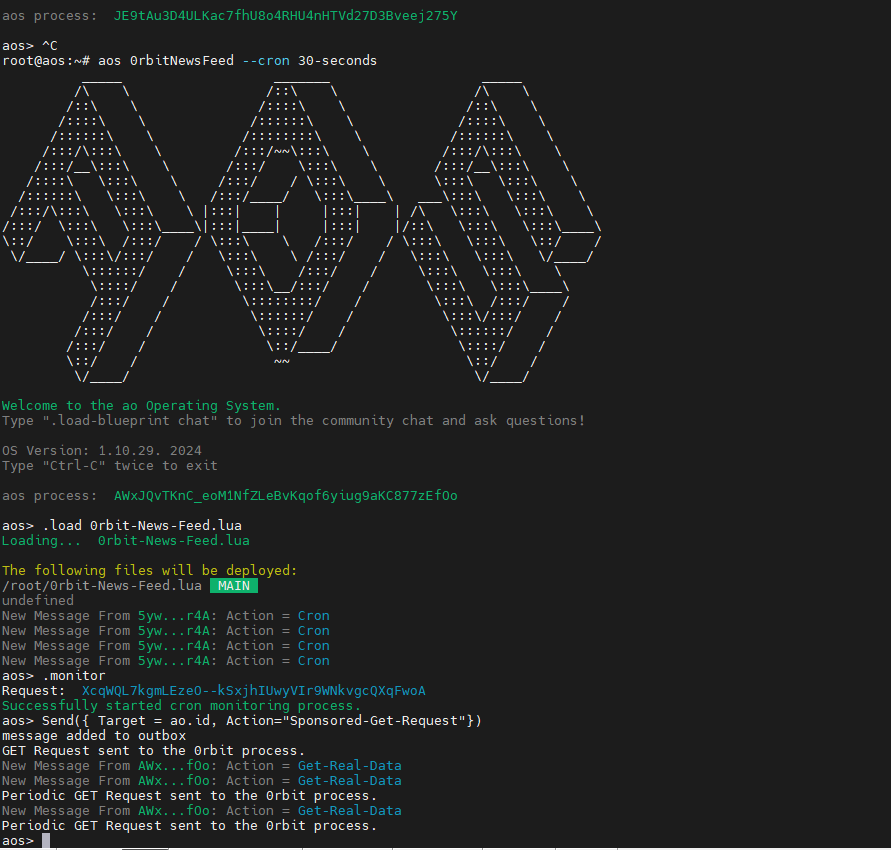 aos process:  JE9tAu3D4ULKac7fhU8o4RHU4nHTVd27D3Bveej275Y
aos> ^C
root@aos:~# aos 0rbitNewsFeed --cron 30-seconds
Welcome to the ao Operating System.
Type ".load-blueprint chat" to join the community chat and ask questions!
OS Version: 1.10.29. 2024
Type "Ctrl-C" twice to exit
aos process:  AWxJQvTKnC_eoM1NfZLeBvKqof6yiug9aKC877zEfOo
aos> .load 0rbit-News-Feed.lua
Loading...  0rbit-News-Feed.lua
The following files will be deployed:
/root/0rbit-News-Feed.lua  MAIN
undefined
New Message From 5yw...r4A: Action = Cron
New Message From 5yw...r4A: Action = Cron
New Message From 5yw...r4A: Action = Cron
New Message From 5yw...r4A: Action = Cron
aos> .monitor
Request:  XcqWQL7kgmLEzeO--kSxjhIUwyVIr9WNkvgcQXqFwoA
Successfully started cron monitoring process.
aos> Send({ Target = ao.id, Action="Sponsored-Get-Request"})
message added to outbox
GET Request sent to the 0rbit process.
New Message From AWx...fOo: Action = Get-Real-Data
New Message From AWx...fOo: Action = Get-Real-Data
Periodic GET Request sent to the 0rbit process.
New Message From AWx...fOo: Action = Get-Real-Data
Periodic GET Request sent to the 0rbit process.
aos>